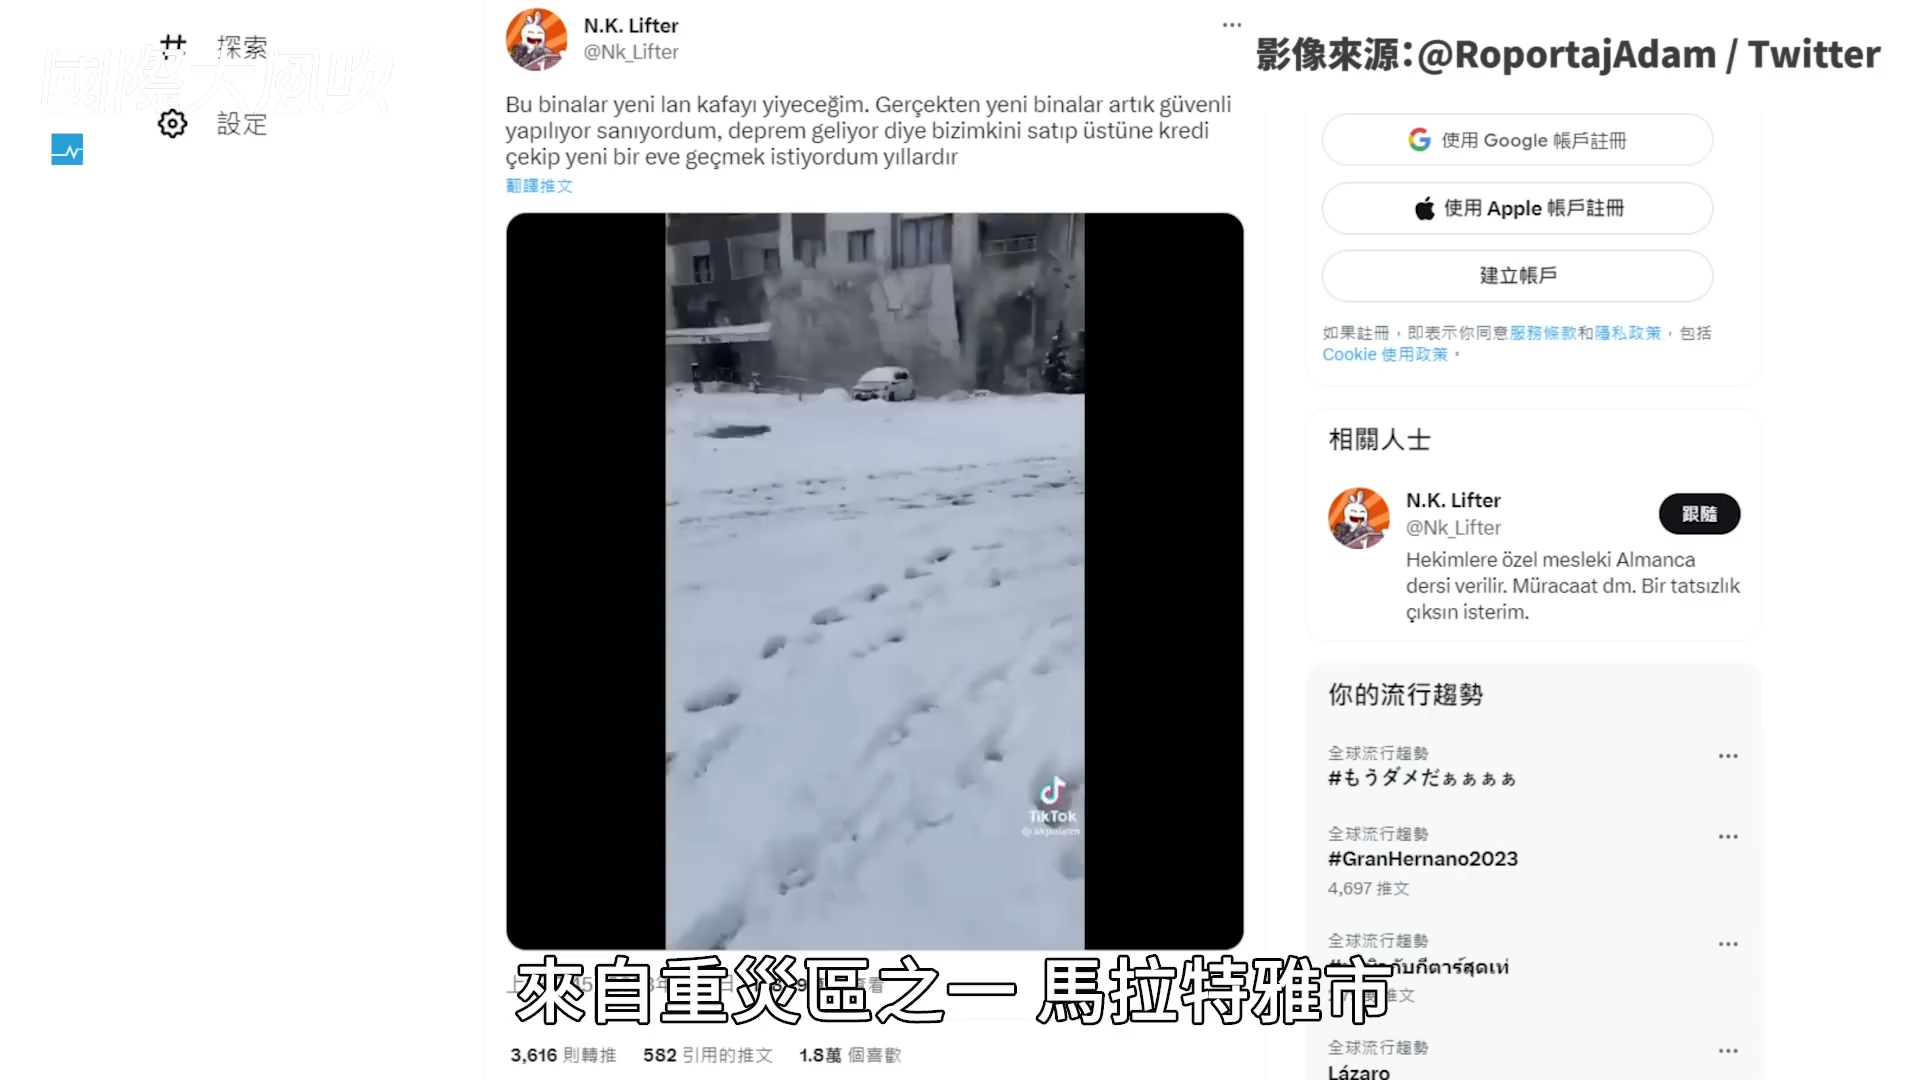 國際大風吹
探索
設定
N.K. Lifter
@Nk_Lifter
影像來源：@RoportajAdam / Twitter
Bu binalar yeni lan kafayı yiyeceğim. Gerçekten yeni binalar artık güvenli
yapılıyor sanıyordum, deprem geliyor diye bizimkini satıp üstüne kredi
çekip yeni bir eve geçmek istiyordum yıllardır
翻譯推文
TikTok
來自重災區之一 馬拉特雅市
3,616 則轉推 582 引用的推文 1.8萬 個喜歡
使用 Google 帳戶註冊
使用 Apple 帳戶註冊
建立帳戶
如果註冊，即表示你同意服務條款和隱私政策，包括
Cookie 使用政策。
相關人士
N.K. Lifter
@Nk_Lifter
跟隨
Hekimlere özel mesleki Almanca
dersi verilir. Müracaat dm. Bir tatsızlık
çıksın isterim.
你的流行趨勢
全球流行趨勢
#もうダメだぁぁぁぁ
全球流行趨勢
#GranHernano2023
4,697 推文
全球流行趨勢
推文
全球流行趨勢
Lázaro